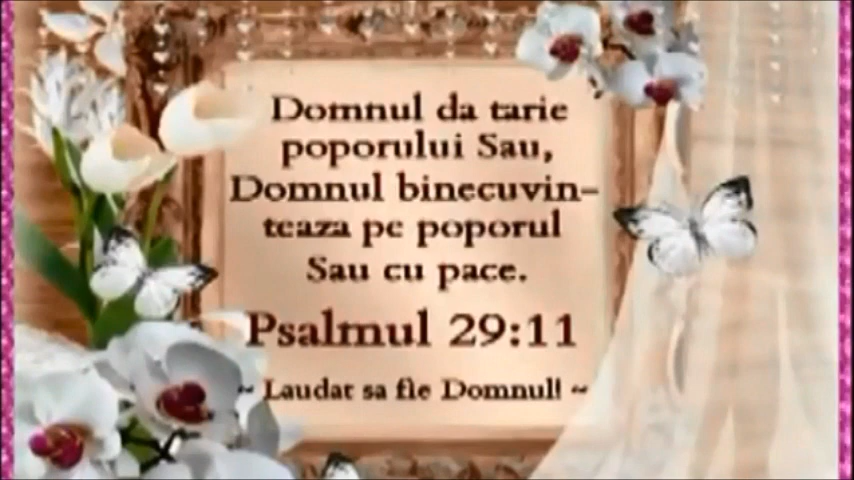 Domnul da tarie
poporului Sau,
Domnul binecuvin-
teaza pe poporul
Sau cu pace.
Psalmul 29:11
~ Laudat sa fie Domnul! ~